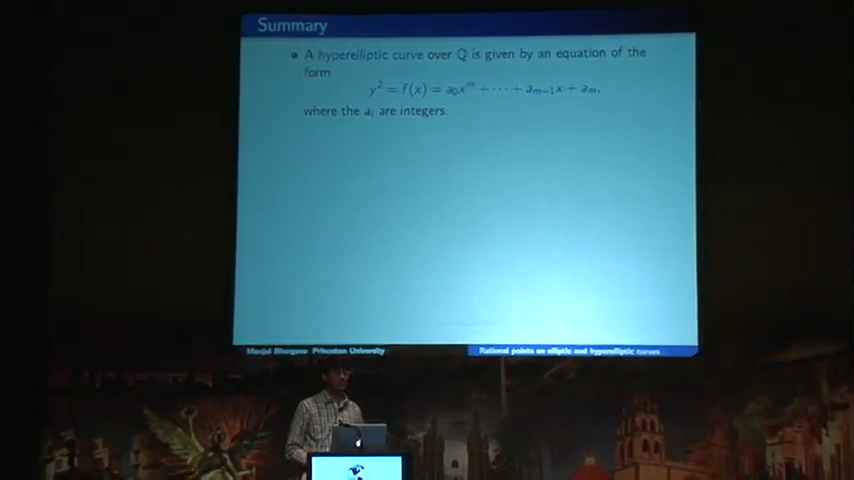 Summary
A hyperelliptic curve over ℚ is given by an equation of the
form
y² = f(x) = a₀xᵐ + ··· + aₘ₋₁x + aₘ,
where the aᵢ are integers.
Manjul Bhargava Princeton University
Rational points on elliptic and hyperelliptic curves